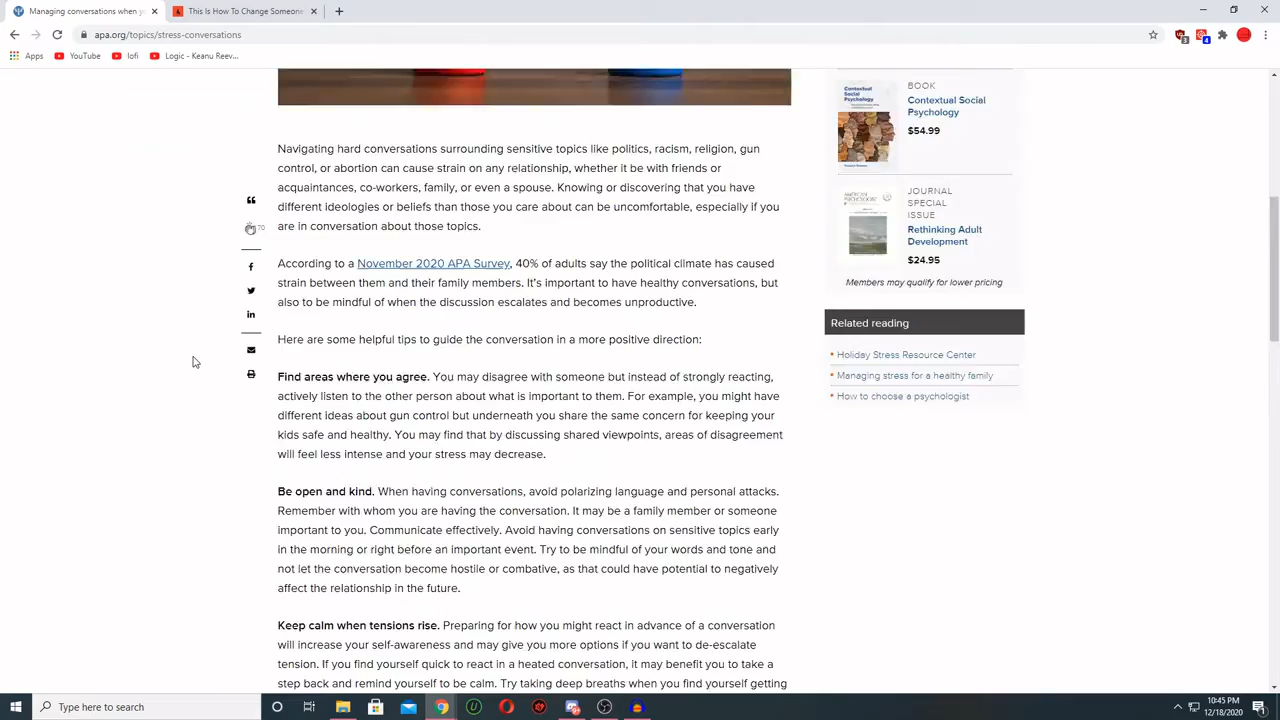 Managing conversations when y
This Is How To Change Someone
apa.org/topics/stress-conversations
Apps
YouTube
lofi
Logic - Keanu Reev...
Navigating hard conversations surrounding sensitive topics like politics, racism, religion, gun
control, or abortion can cause strain on any relationship, whether it be with friends or
acquaintances, co-workers, family, or even a spouse. Knowing or discovering that you have
different ideologies or beliefs than those you care about can be uncomfortable, especially if you
are in conversation about those topics.
According to a November 2020 APA Survey, 40% of adults say the political climate has caused
strain between them and their family members. It's important to have healthy conversations, but
also to be mindful of when the discussion escalates and becomes unproductive.
Here are some helpful tips to guide the conversation in a more positive direction:
Find areas where you agree. You may disagree with someone but instead of strongly reacting,
actively listen to the other person about what is important to them. For example, you might have
different ideas about gun control but underneath you share the same concern for keeping your
kids safe and healthy. You may find that by discussing shared viewpoints, areas of disagreement
will feel less intense and your stress may decrease.
Be open and kind. When having conversations, avoid polarizing language and personal attacks.
Remember with whom you are having the conversation. It may be a family member or someone
important to you. Communicate effectively. Avoid having conversations on sensitive topics early
in the morning or right before an important event. Try to be mindful of your words and tone and
not let the conversation become hostile or combative, as that could have potential to negatively
affect the relationship in the future.
Keep calm when tensions rise. Preparing for how you might react in advance of a conversation
will increase your self-awareness and may give you more options if you want to de-escalate
tension. If you find yourself quick to react in a heated conversation, it may benefit you to take a
step back and remind yourself to be calm. Try taking deep breaths when you find yourself getting
70
Contextual
Social
Psychology
BOOK
Contextual Social
Psychology
$54.99
JOURNAL
SPECIAL
ISSUE
Rethinking Adult
Development
$24.95
Members may qualify for lower pricing
Related reading
Holiday Stress Resource Center
Managing stress for a healthy family
How to choose a psychologist
Type here to search
10:45 PM
12/18/2020